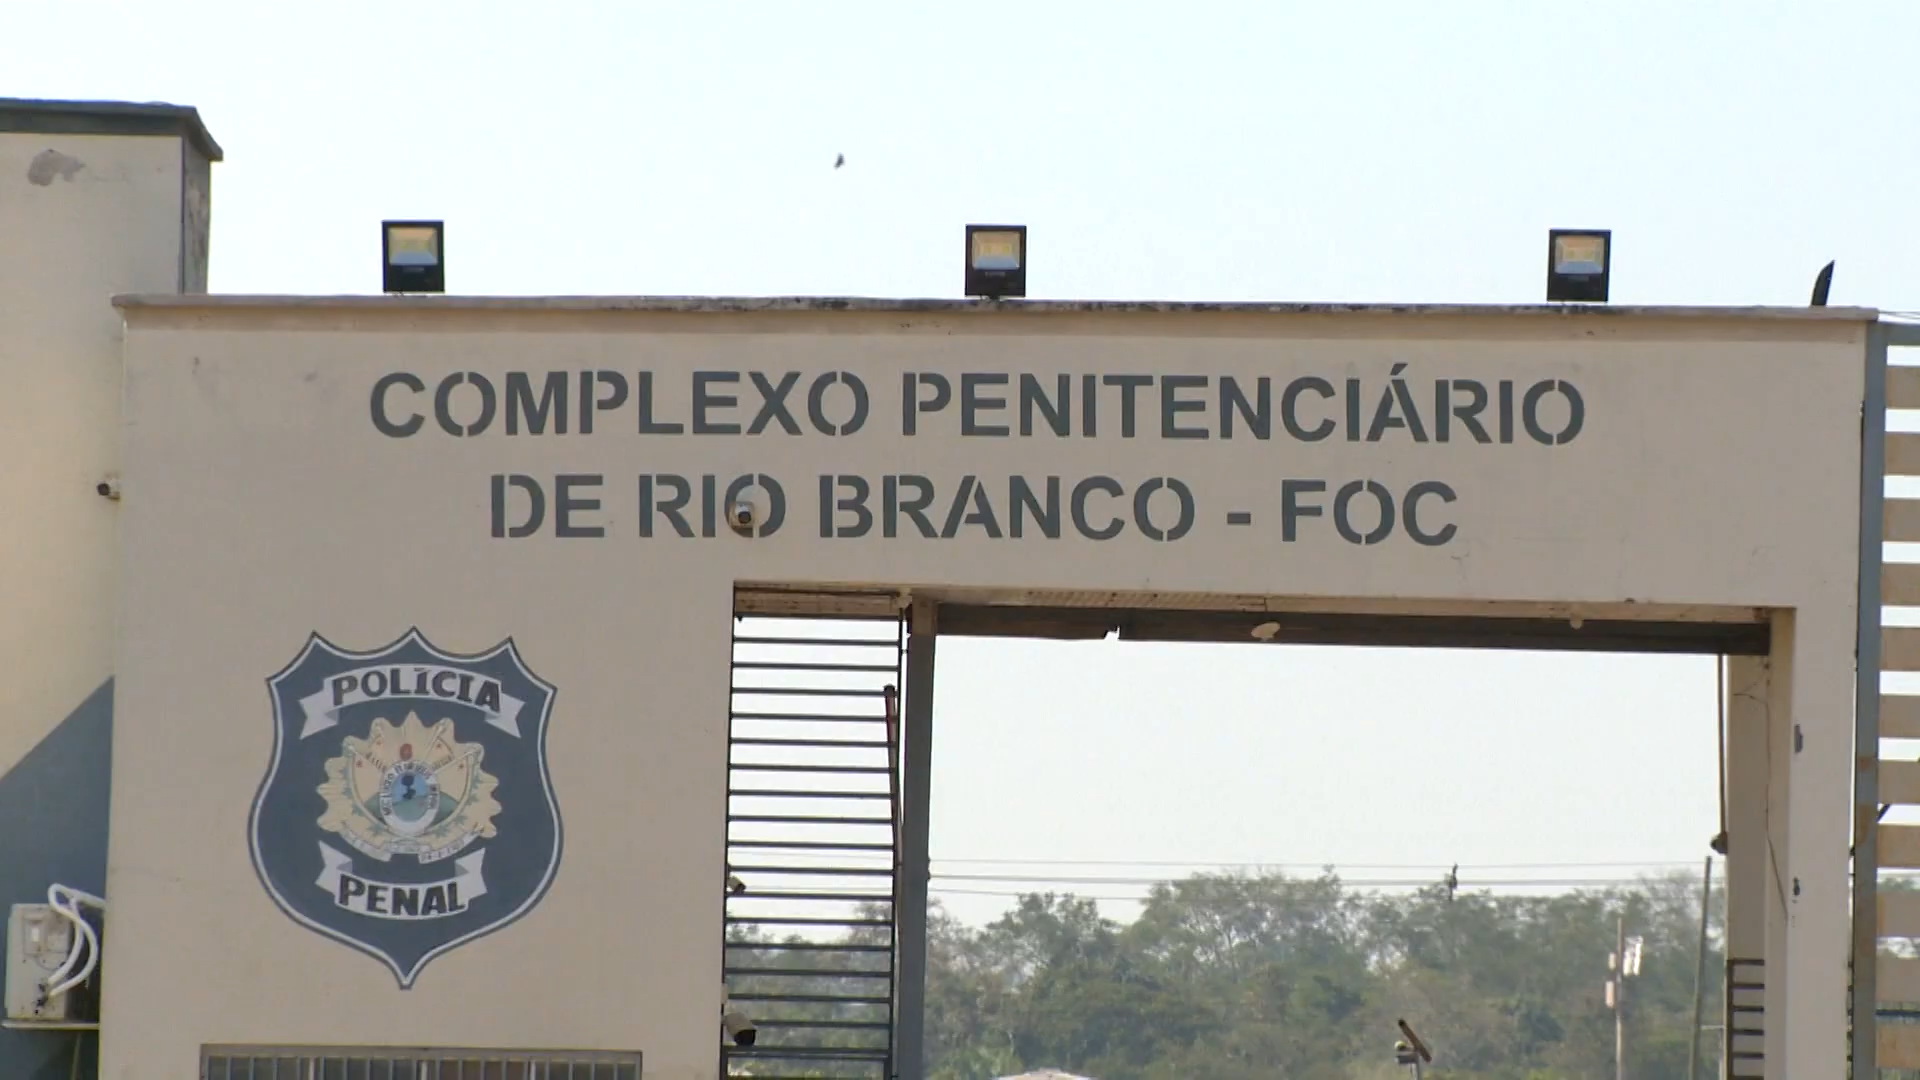 COMPLEXO PENITENCIÁRIO
DE RIO BRANCO - FOC
POLÍCIA
PENAL